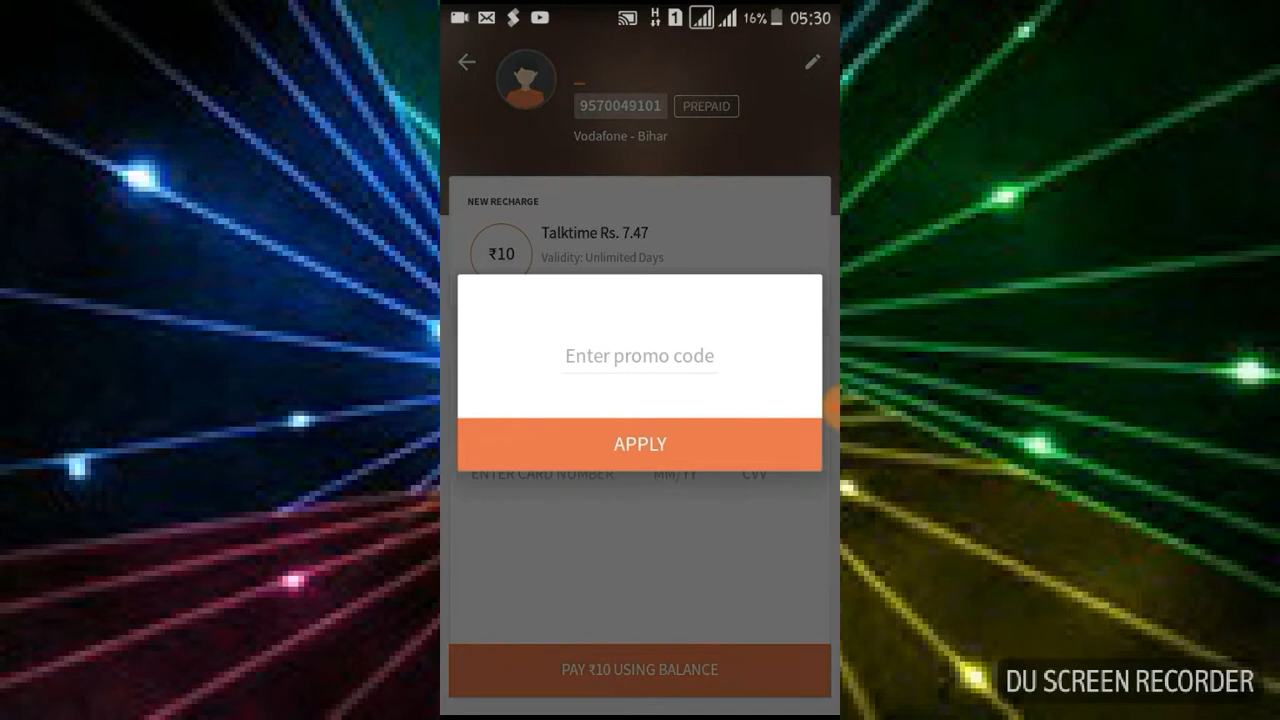 H 1 16% 05:30
9570049101 PREPAID
Vodafone - Bihar
NEW RECHARGE
₹10
Talktime Rs. 7.47
Validity: Unlimited Days
Enter promo code
APPLY
ENTER CARD NUMBER MM/YY CVV
PAY ₹10 USING BALANCE
DU SCREEN RECORDER